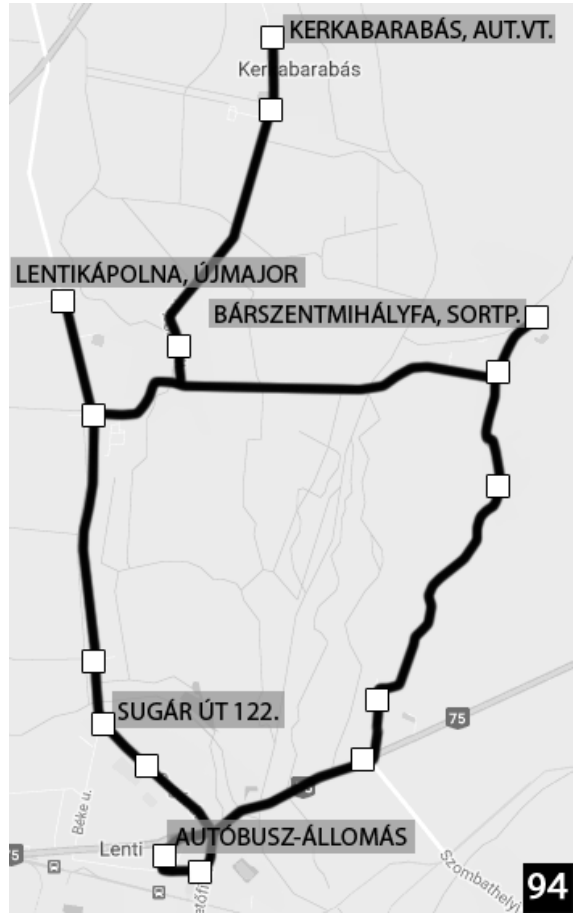 KERKABARABÁS, AUT.VT.
Kerkabarabás
LENTIKÁPOLNA, ÚJMAJOR
BÁRSZENTMIHÁLYFA, SORTP.
SUGÁR ÚT 122.
75
Béke u.
AUTÓBUSZ-ÁLLOMÁS
Lenti
Szombathelyi
94